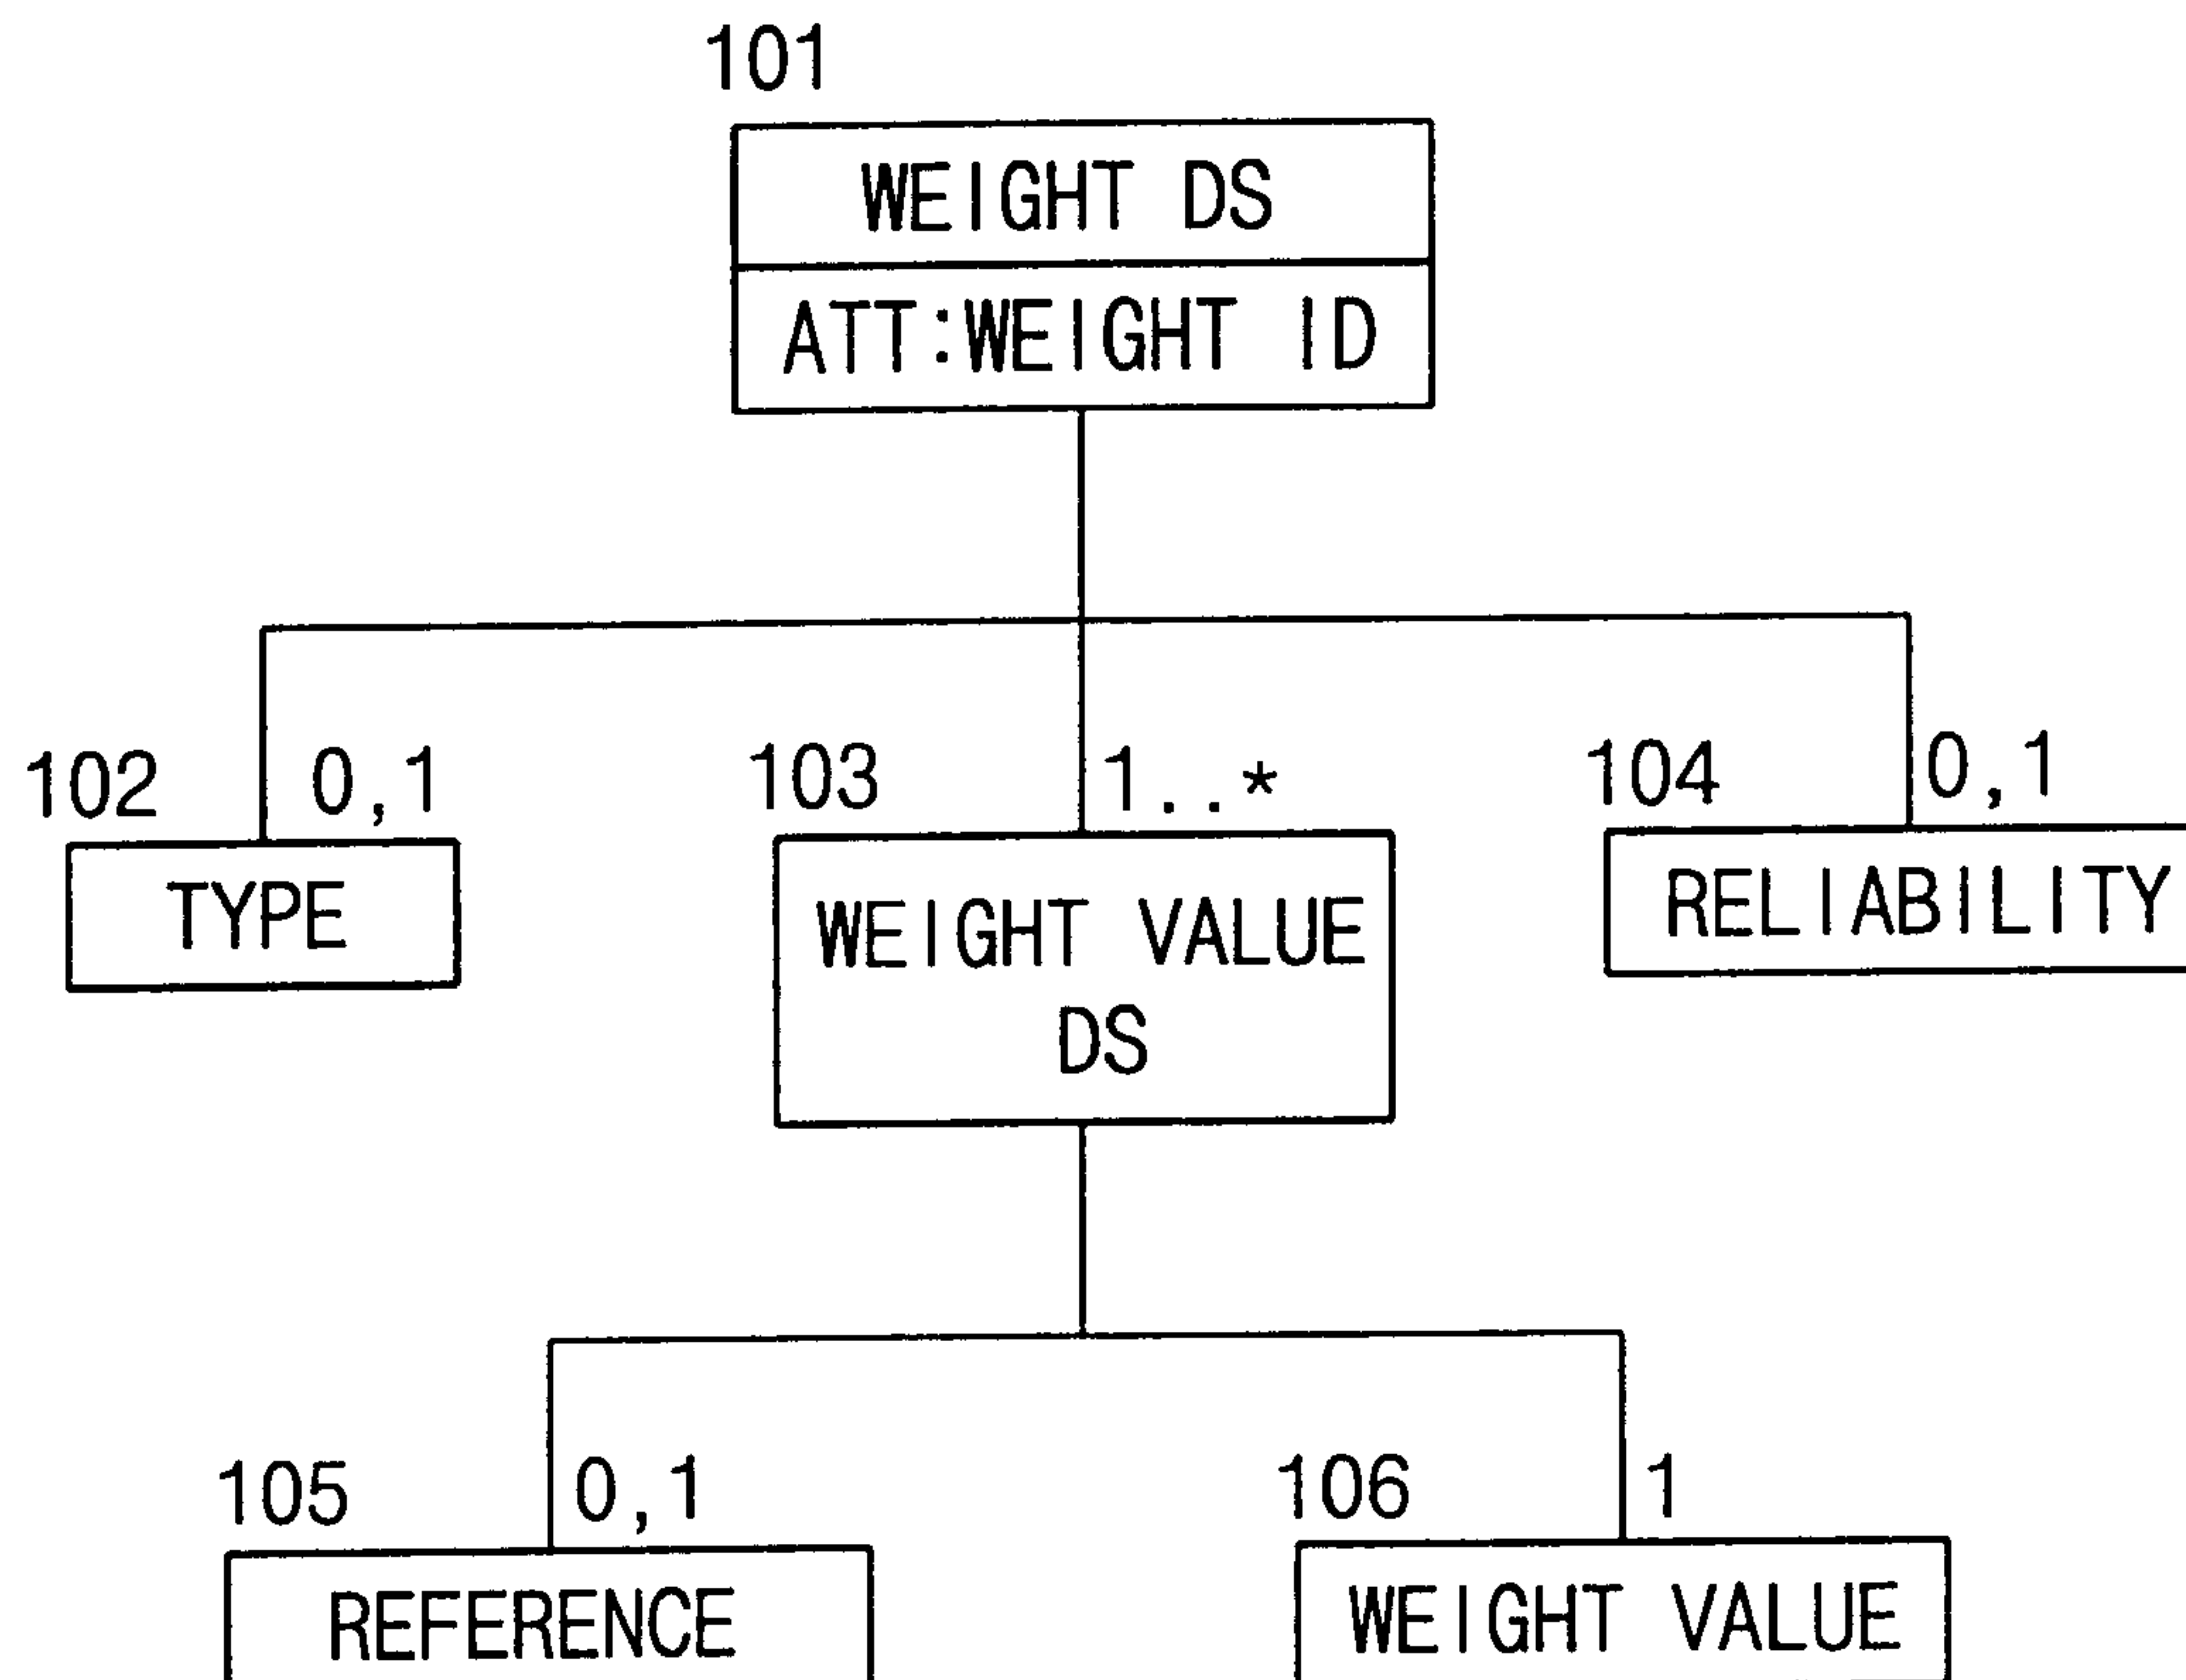 101
WEIGHT DS
ATT:WEIGHT ID
102 0,1 103 1..* 104 0,1
TYPE
WEIGHT VALUE
DS
RELIABILITY
105 0,1 106 1
REFERENCE WEIGHT VALUE